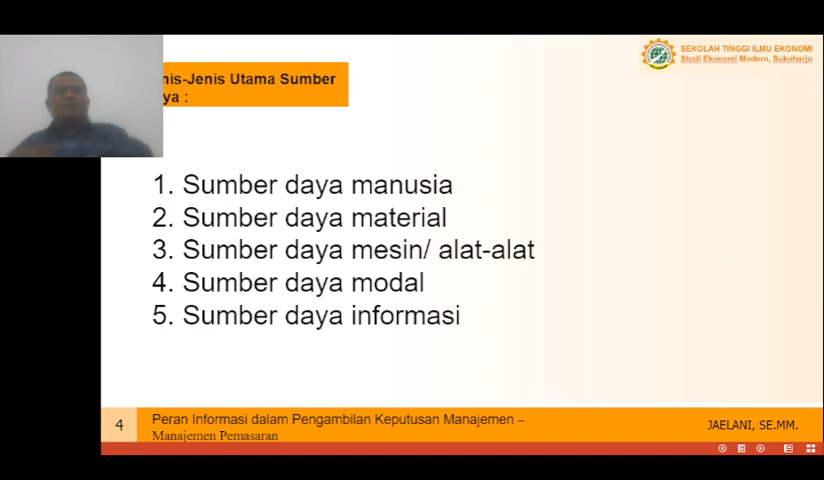 SEKOLAH TINGGI ILMU EKONOMI
Studi Ekonomi Modern, Sukoharjo
nis-Jenis Utama Sumber
ya :
1. Sumber daya manusia
2. Sumber daya material
3. Sumber daya mesin/ alat-alat
4. Sumber daya modal
5. Sumber daya informasi
4
Peran Informasi dalam Pengambilan Keputusan Manajemen –
Manajemen Pemasaran
JAELANI, SE.MM.